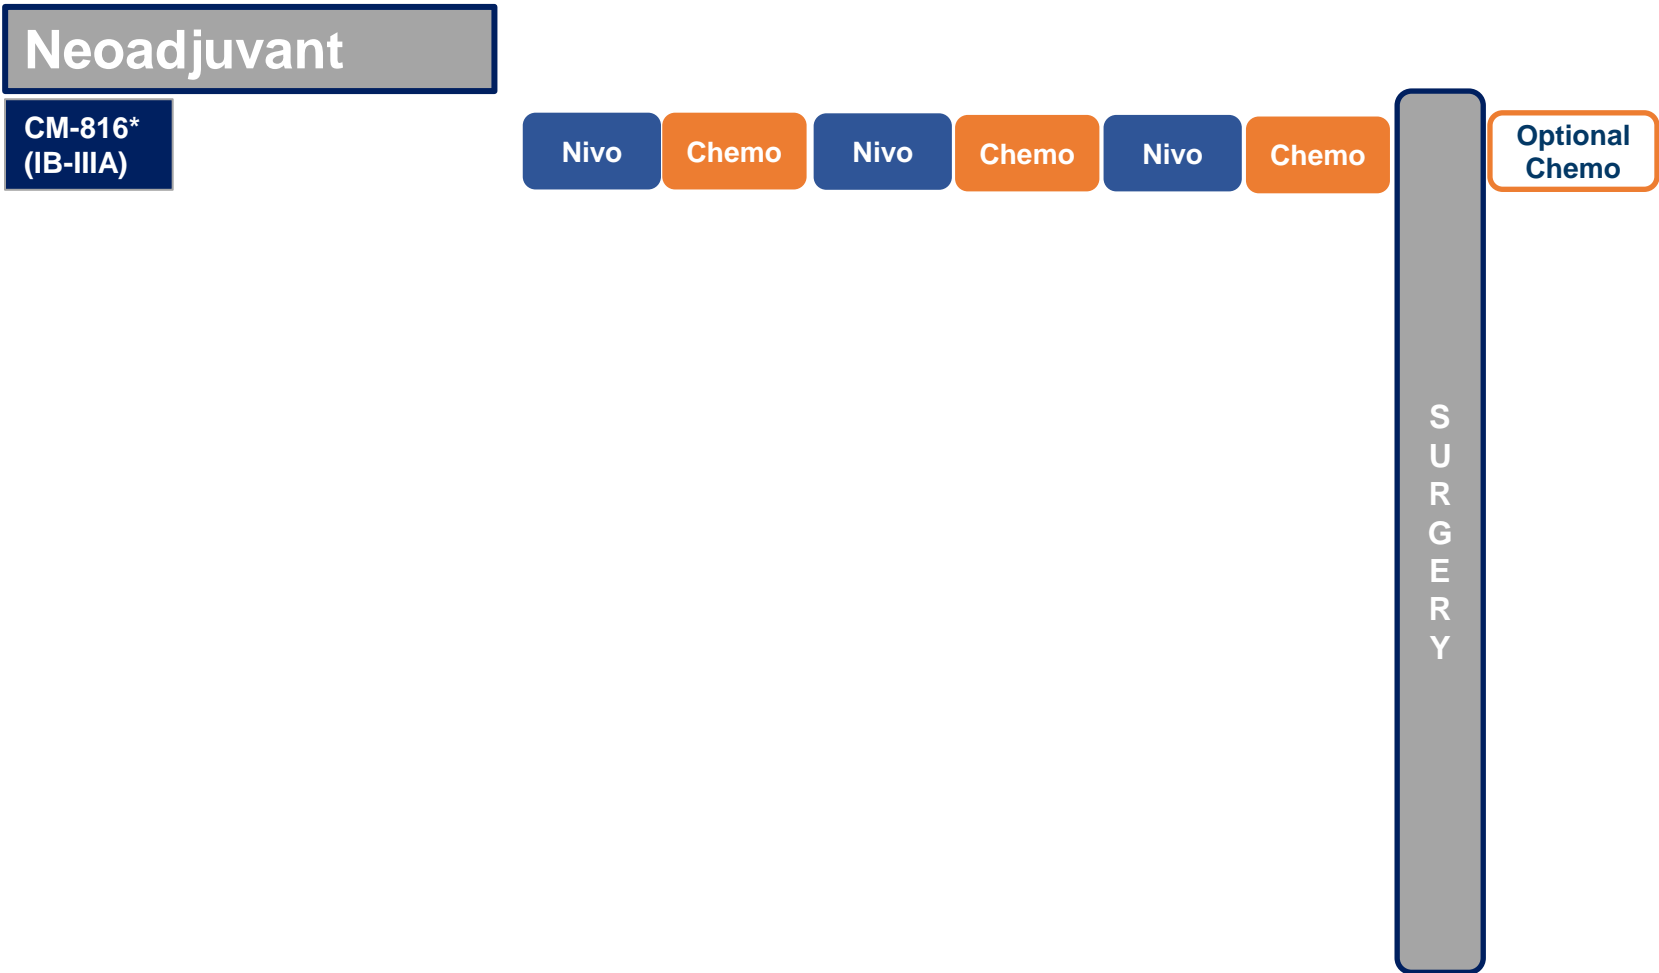 Neoadjuvant
CM-816*
(IB-IIIA)
Nivo
Chemo
Nivo
Chemo
Nivo
Chemo
Optional
Chemo
S
U
R
G
E
R
Y